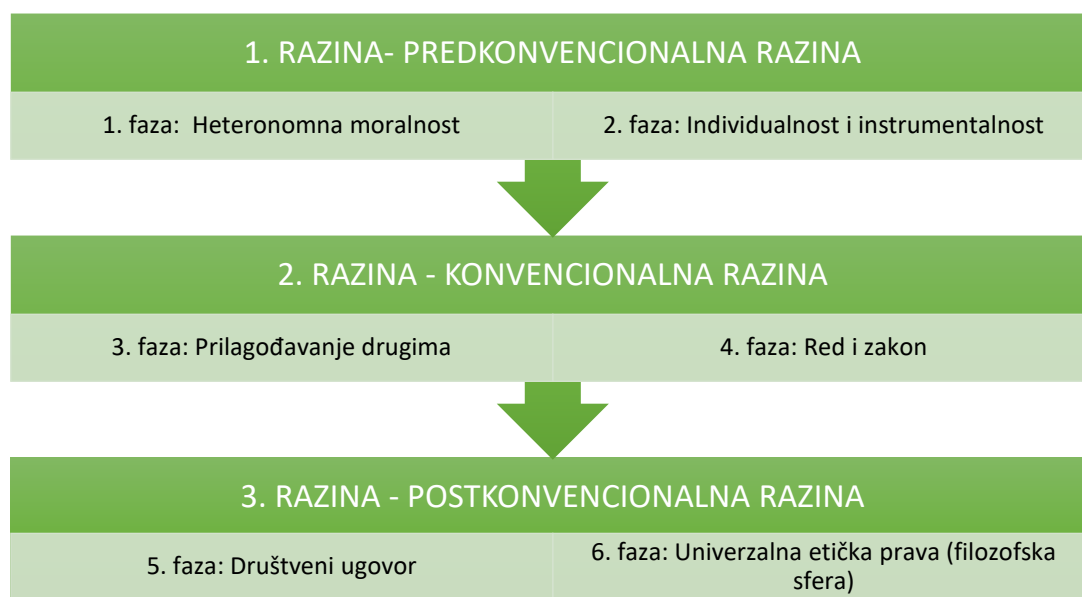 1. RAZINA- PREDKONVENCIONALNA RAZINA
1. faza: Heteronomna moralnost
2. faza: Individualnost i instrumentalnost
2. RAZINA - KONVENCIONALNA RAZINA
3. faza: Prilagođavanje drugima
4. faza: Red i zakon
3. RAZINA - POSTKONVENCIONALNA RAZINA
5. faza: Društveni ugovor
6. faza: Univerzalna etička prava (filozofska
sfera)